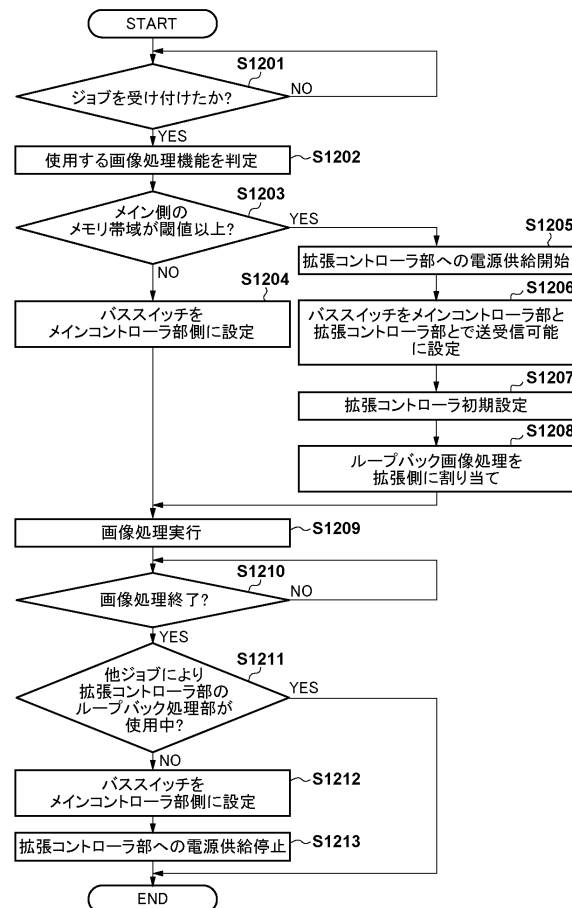 START
S1201
ジョブを受け付けたか?
NO
YES
使用する画像処理機能を判定
S1202
S1203
メイン側の
メモリ帯域が閾値以上?
YES
NO
S1204
バススイッチを
メインコントローラ部側に設定
S1205
拡張コントローラ部への電源供給開始
S1206
バススイッチをメインコントローラ部と
拡張コントローラ部とで送受信可能
に設定
S1207
拡張コントローラ初期設定
S1208
ループバック画像処理を
拡張側に割り当て
画像処理実行
S1209
S1210
画像処理終了?
NO
YES
S1211
他ジョブにより
拡張コントローラ部の
ループバック処理部が
使用中?
YES
NO
バススイッチを
メインコントローラ部側に設定
S1212
拡張コントローラ部への電源供給停止
S1213
END